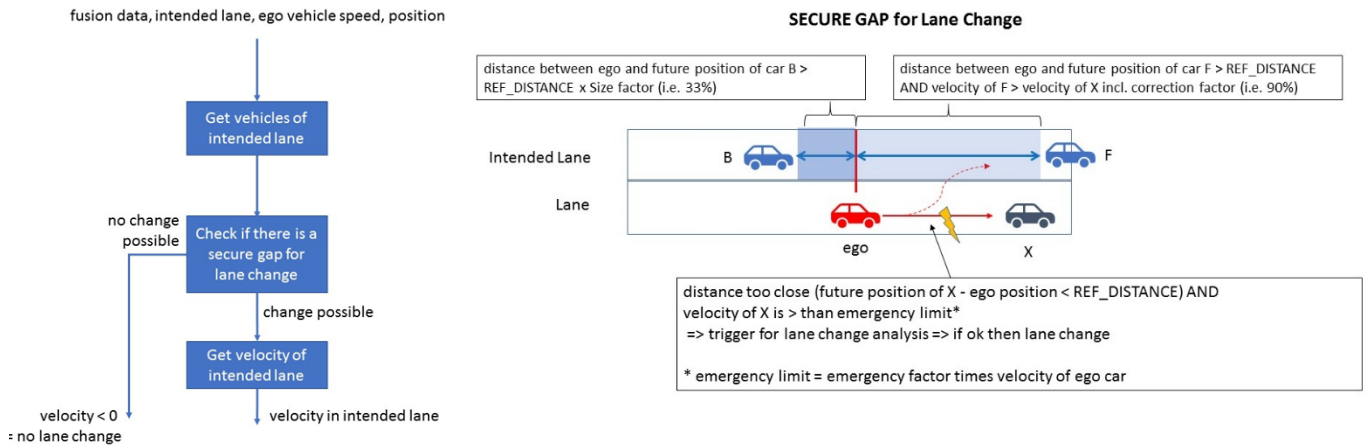 fusion data, intended lane, ego vehicle speed, position
Get vehicles of
intended lane
no change
possible
Check if there is a
secure gap for
lane change
change possible
Get velocity of
intended lane
velocity < 0
= no lane change
velocity in intended lane
SECURE GAP for Lane Change
distance between ego and future position of car B >
REF_DISTANCE x Size factor (i.e. 33%)
distance between ego and future position of car F > REF_DISTANCE
AND velocity of F > velocity of X incl. correction factor (i.e. 90%)
Intended Lane
B
F
Lane
ego
X
distance too close (future position of X - ego position < REF_DISTANCE) AND
velocity of X is > than emergency limit*
=> trigger for lane change analysis => if ok then lane change
* emergency limit = emergency factor times velocity of ego car